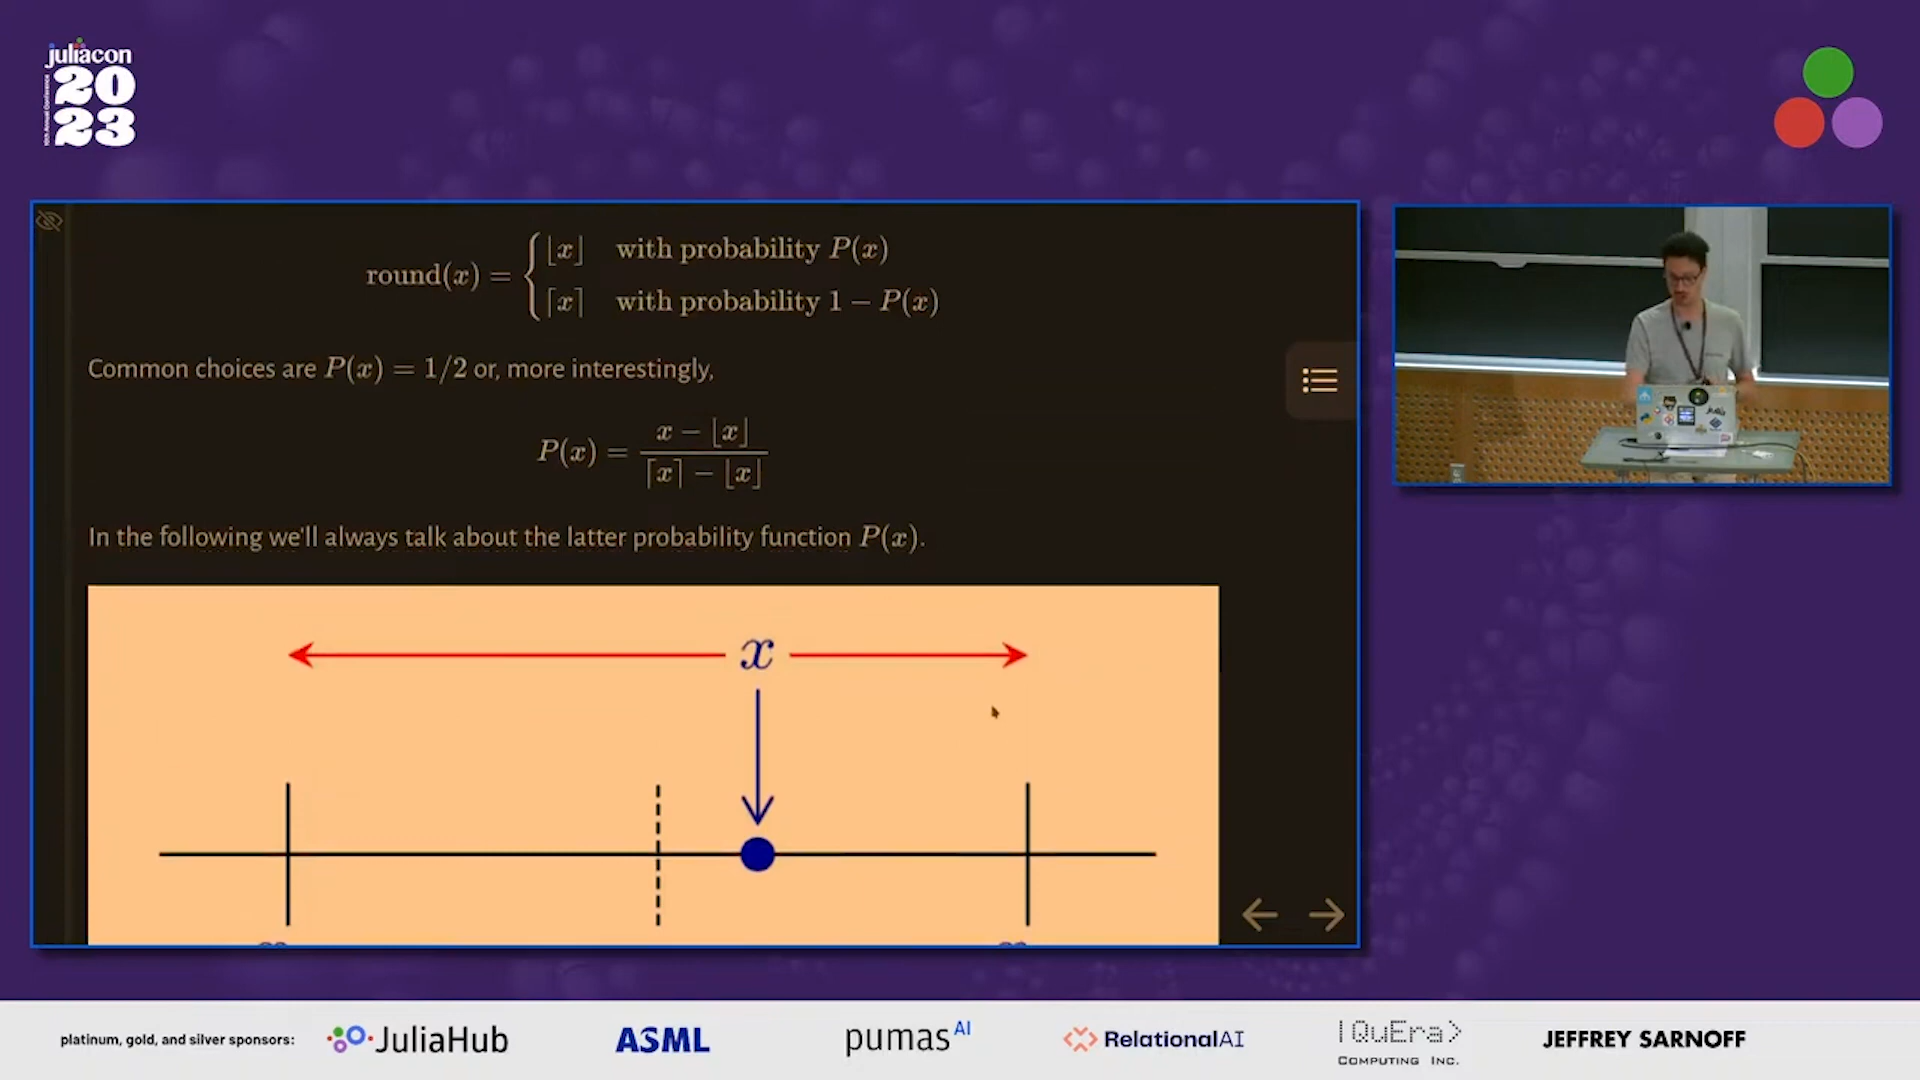 juliacon
20
23
round(x) = { ⌊x⌋ with probability P(x)
⌈x⌉ with probability 1 − P(x)
Common choices are P(x) = 1/2 or, more interestingly,
P(x) = (x − ⌊x⌋) / (⌈x⌉ − ⌊x⌋)
In the following we'll always talk about the latter probability function P(x).
x
platinum, gold, and silver sponsors:
JuliaHub
ASML
pumas AI
RelationalAI
|QuEra>
COMPUTING INC.
JEFFREY SARNOFF